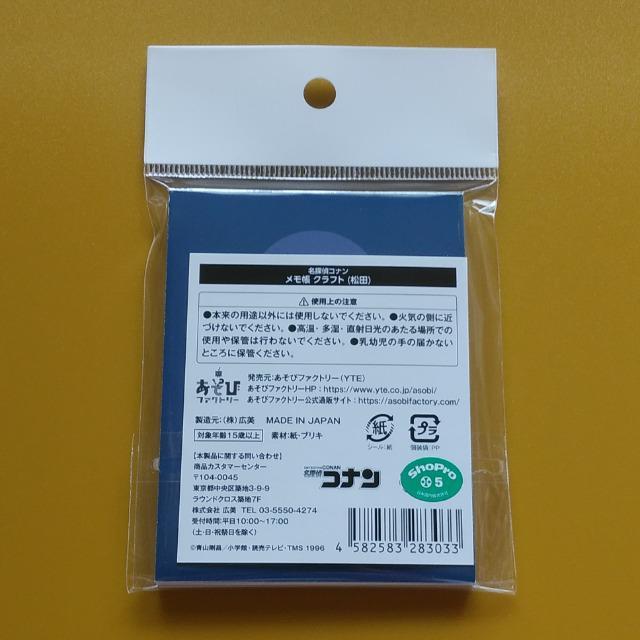 名探偵コナン
メモ帳 クラフト (松田)
⚠使用上の注意
●本来の用途以外には使用しないでください。●火気の側に近
づけないでください。●高温・多湿・直射日光のあたる場所での
使用や保管は行わないでください。●乳幼児の手の届かない
ところに保管ください。
あそび
ファクトリー
発売元:あそびファクトリー(YTE)
あそびファクトリーHP:https://www.yte.co.jp/asobi/
あそびファクトリー公式通販サイト:https://asobifactory.com/
製造元:(株)広美 MADE IN JAPAN
対象年齢15歳以上 素材:紙・ブリキ
紙
シール:紙
プラ
個装袋:PP
【本製品に関する問い合わせ】
商品カスタマーセンター
〒104-0045
東京都中央区築地3-9-9
ラウンドクロス築地7F
株式会社 広美 TEL 03-5550-4274
受付時間:平日10:00~17:00
(土・日・祝祭日を除く)
DETECTIVE CONAN
名探偵
コナン
ShoPro
5
©青山剛昌/小学館・読売テレビ・TMS 1996
4 582583 283033